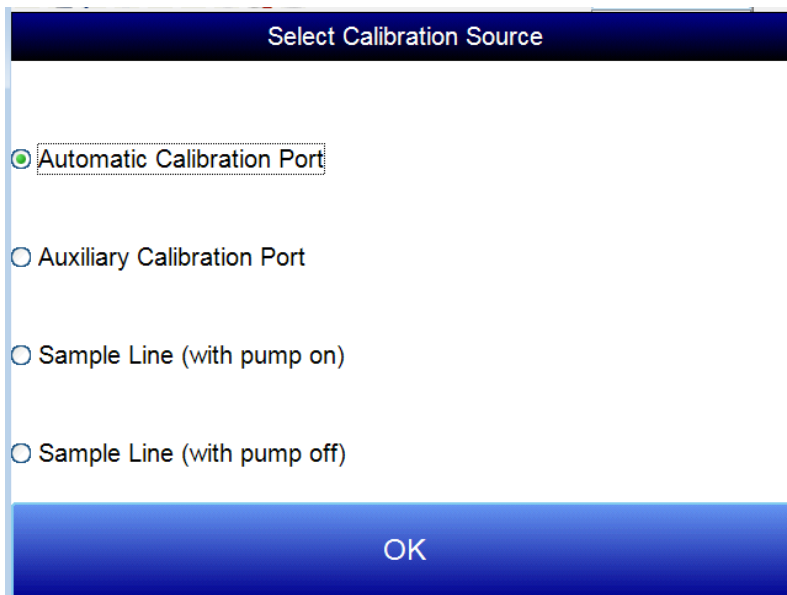 Select Calibration Source
Automatic Calibration Port
Auxiliary Calibration Port
Sample Line (with pump on)
Sample Line (with pump off)
OK